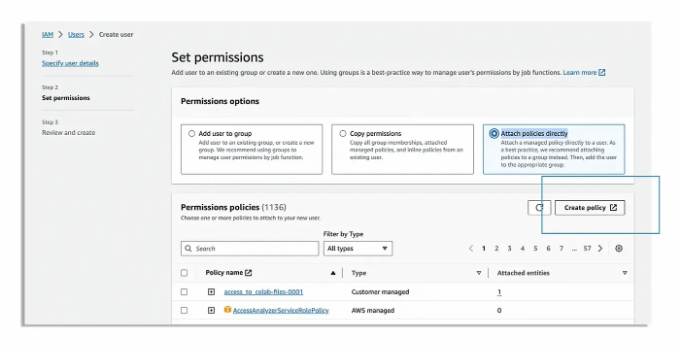 IAM > Users > Create user
Step 1
Specify user details
Step 2
Set permissions
Step 3
Review and create
Set permissions
Add user to an existing group or create a new one. Using groups is a best-practice way to manage user's permissions by job functions. Learn more
Permissions options
Add user to group
Add user to an existing group, or create a new
group. We recommend using groups to
manage user permissions by job function.
Copy permissions
Copy all group memberships, attached
managed policies, and inline policies from an
existing user.
Attach policies directly
Attach a managed policy directly to a user. As
a best practice, we recommend attaching
policies to a group instead. Then, add the user
to the appropriate group.
Permissions policies (1136)
Choose one or more policies to attach to your new user.
Create policy
Filter by Type
Search
All types
< 1 2 3 4 5 6 7 ... 57 >
Policy name
Type
Attached entities
access_to_colab-files-0001
Customer managed
1
AccessAnalyzerServiceRolePolicy
AWS managed
0